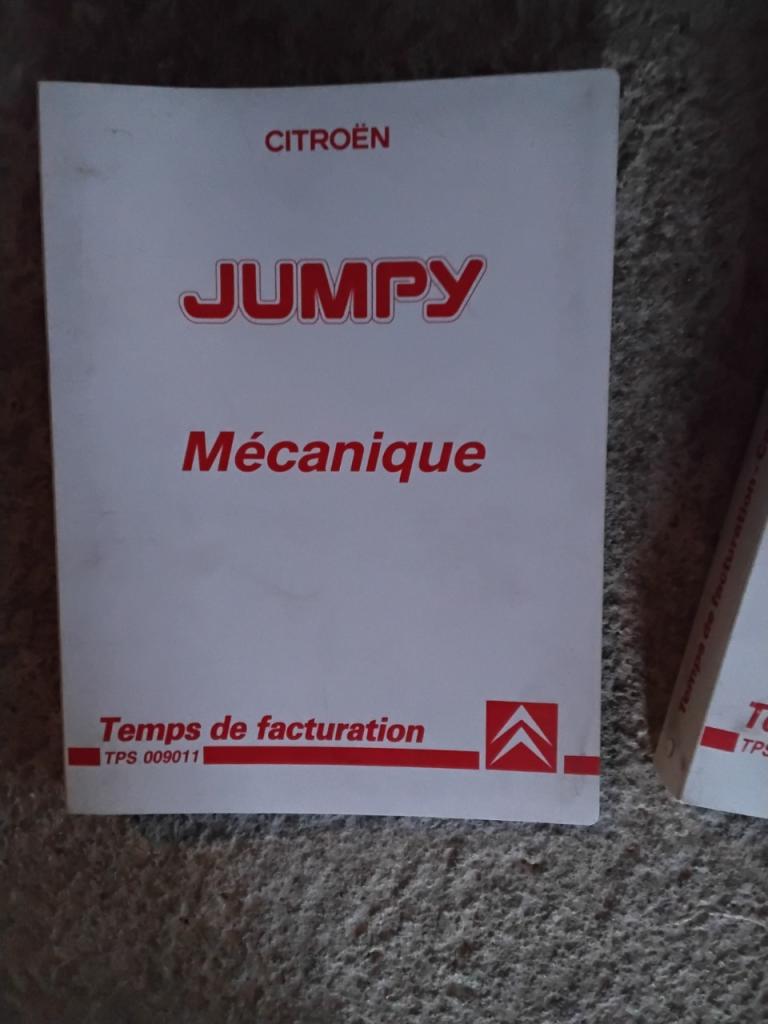 CITROËN
JUMPY
Mécanique
Temps de facturation
TPS 009011
Temps de facturation -